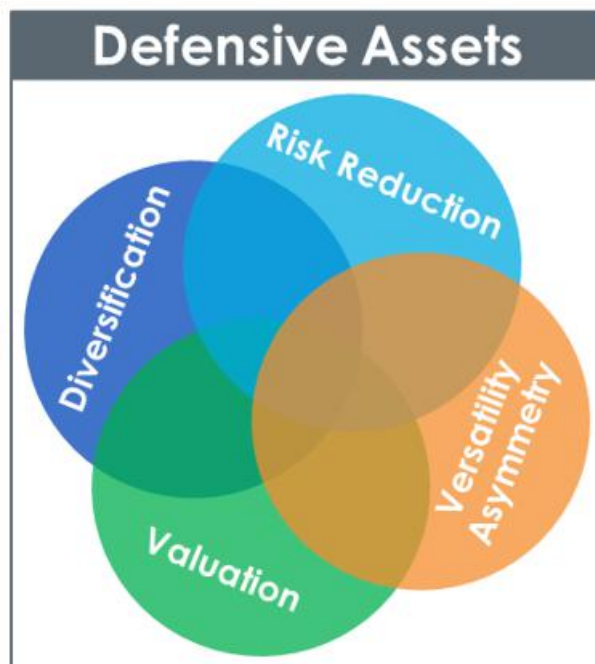 Defensive Assets
Risk Reduction
Diversification
Versatility
Asymmetry
Valuation